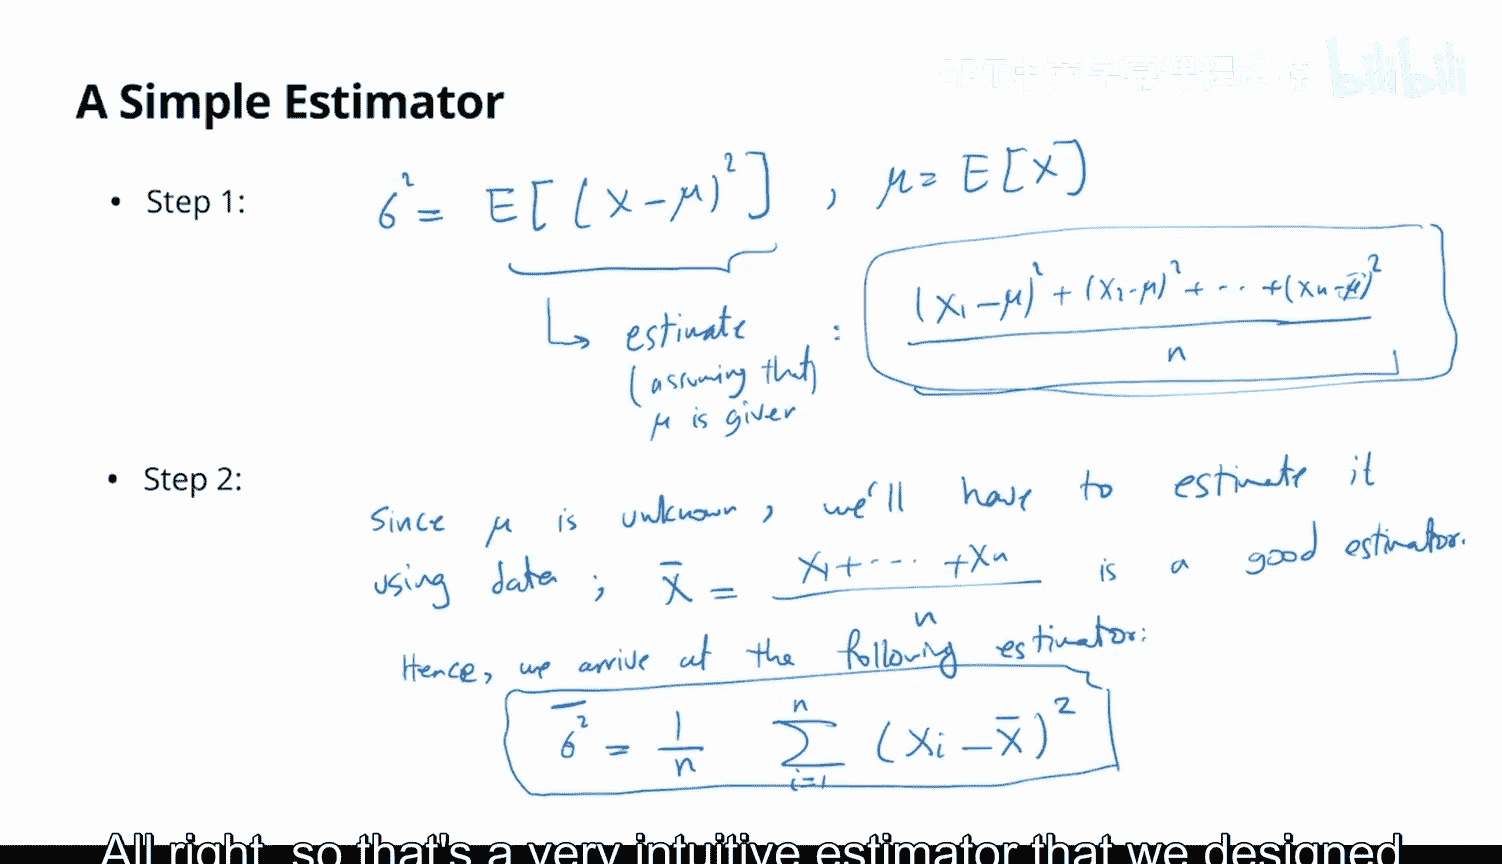 bilibili
A Simple Estimator
• Step 1: σ² = E[(X-μ)²] , μ = E[X]
↳ estimate (assuming that μ is given : (X₁-μ)² + (X₂-μ)² + ... + (Xn-μ)² / n
• Step 2:
Since μ is unknown, we'll have to estimate it
using data ; X̄ = X₁+ ... +Xn / n is a good estimator.
Hence, we arrive at the following estimator:
σ̄² = 1/n Σ i=1 n (Xi - X̄)²
All right, so that's a very intuitive estimator that we designed